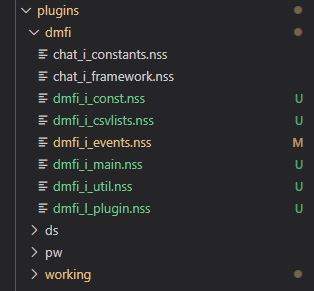 plugins
dmfi
chat_i_constants.nss
chat_i_framework.nss
dmfi_i_const.nss U
dmfi_i_csvlists.nss U
dmfi_i_events.nss M
dmfi_i_main.nss U
dmfi_i_util.nss U
dmfi_l_plugin.nss U
ds
pw
working